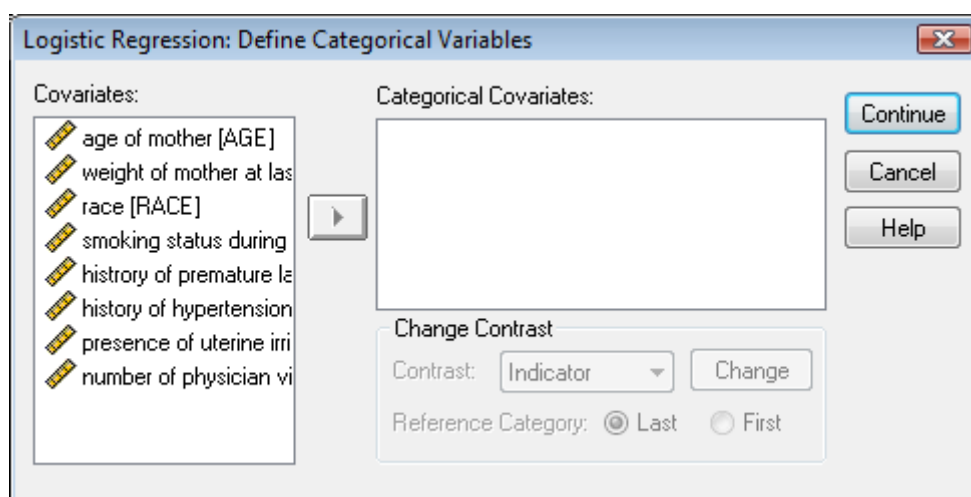 Logistic Regression: Define Categorical Variables
Covariates:
age of mother [AGE]
weight of mother at las
race [RACE]
smoking status during
histrory of premature la
history of hypertension
presence of uterine irri
number of physician vi
Categorical Covariates:
Change Contrast
Contrast: Indicator Change
Reference Category: Last First
Continue
Cancel
Help